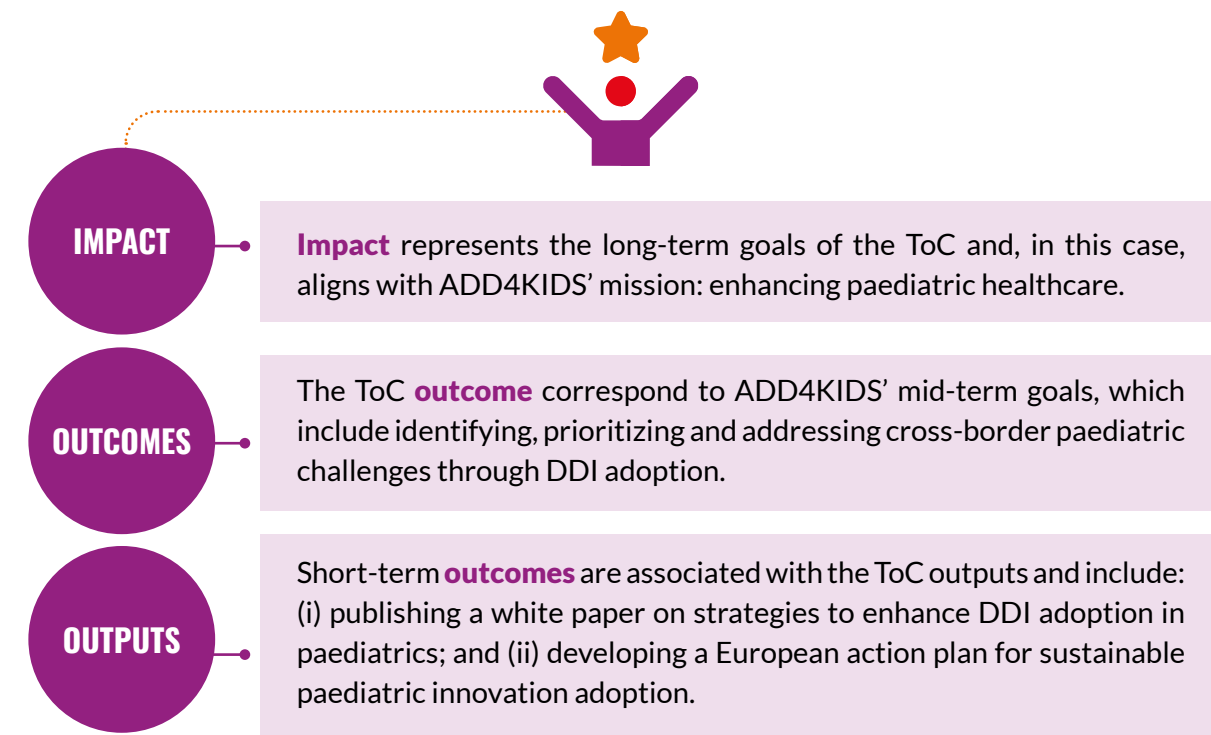 IMPACT
Impact represents the long-term goals of the ToC and, in this case,
aligns with ADD4KIDS’ mission: enhancing paediatric healthcare.
OUTCOMES
The ToC outcome correspond to ADD4KIDS’ mid-term goals, which
include identifying, prioritizing and addressing cross-border paediatric
challenges through DDI adoption.
OUTPUTS
Short-term outcomes are associated with the ToC outputs and include:
(i) publishing a white paper on strategies to enhance DDI adoption in
paediatrics; and (ii) developing a European action plan for sustainable
paediatric innovation adoption.